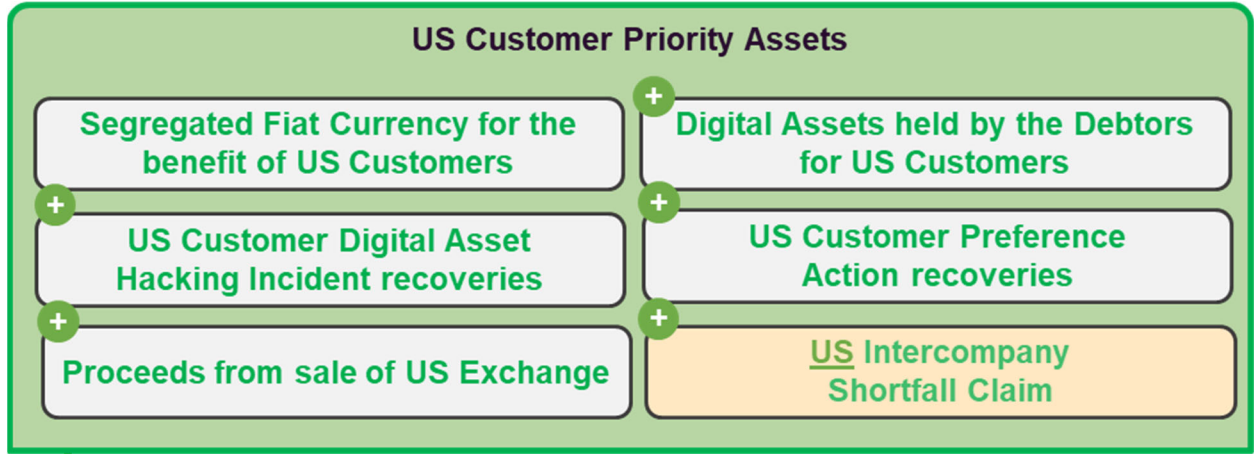 US Customer Priority Assets
Segregated Fiat Currency for the
benefit of US Customers
+
Digital Assets held by the Debtors
for US Customers
+
US Customer Digital Asset
Hacking Incident recoveries
+
US Customer Preference
Action recoveries
+
Proceeds from sale of US Exchange
+
US Intercompany
Shortfall Claim